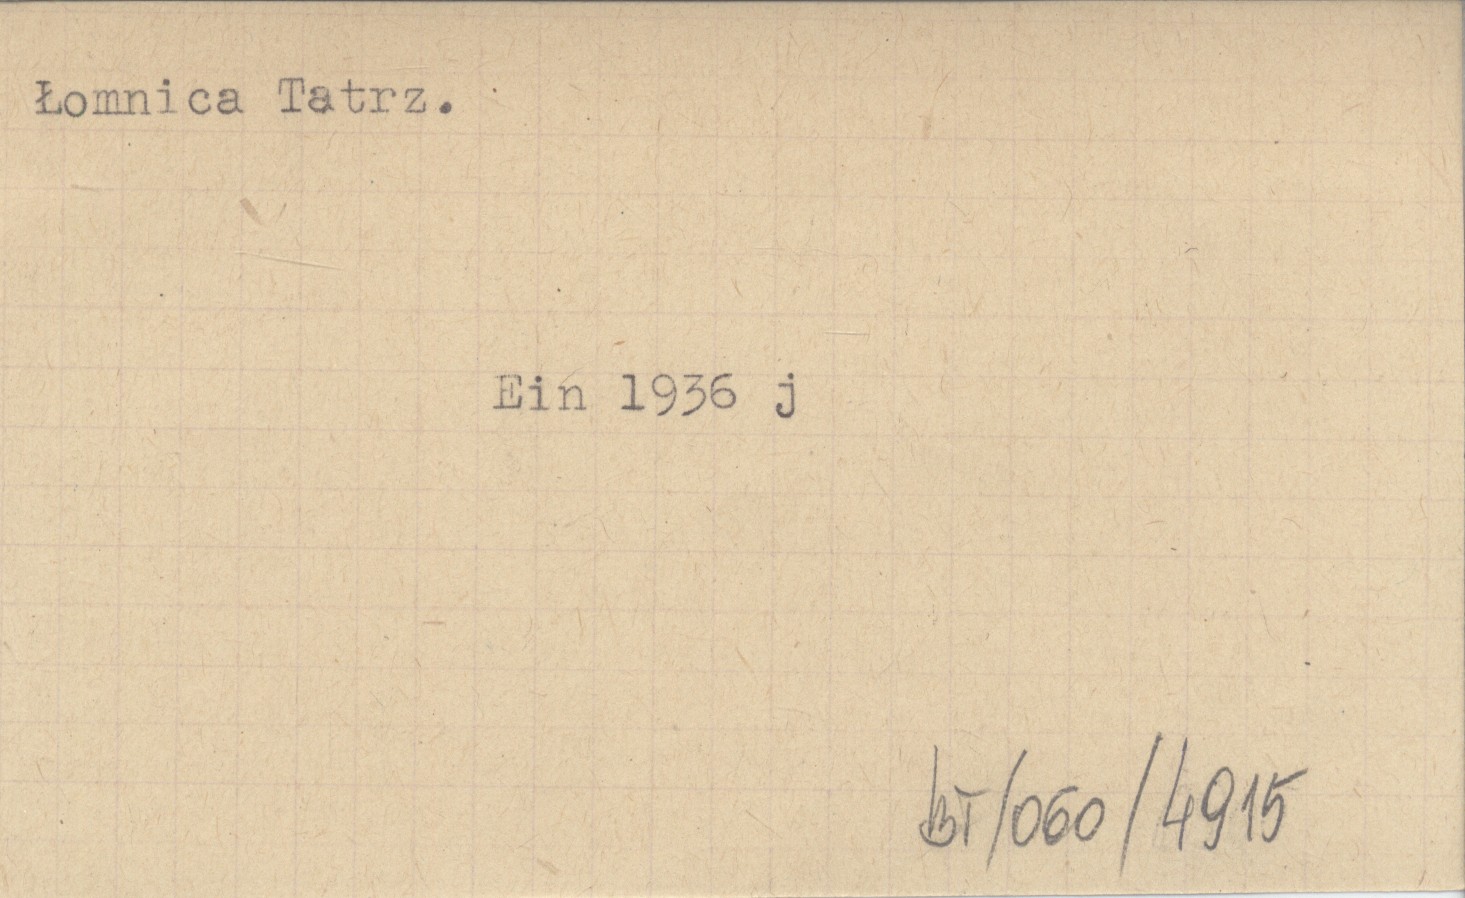 Łomnica Tatrz.
Ein 1936 j
BT/060/4915